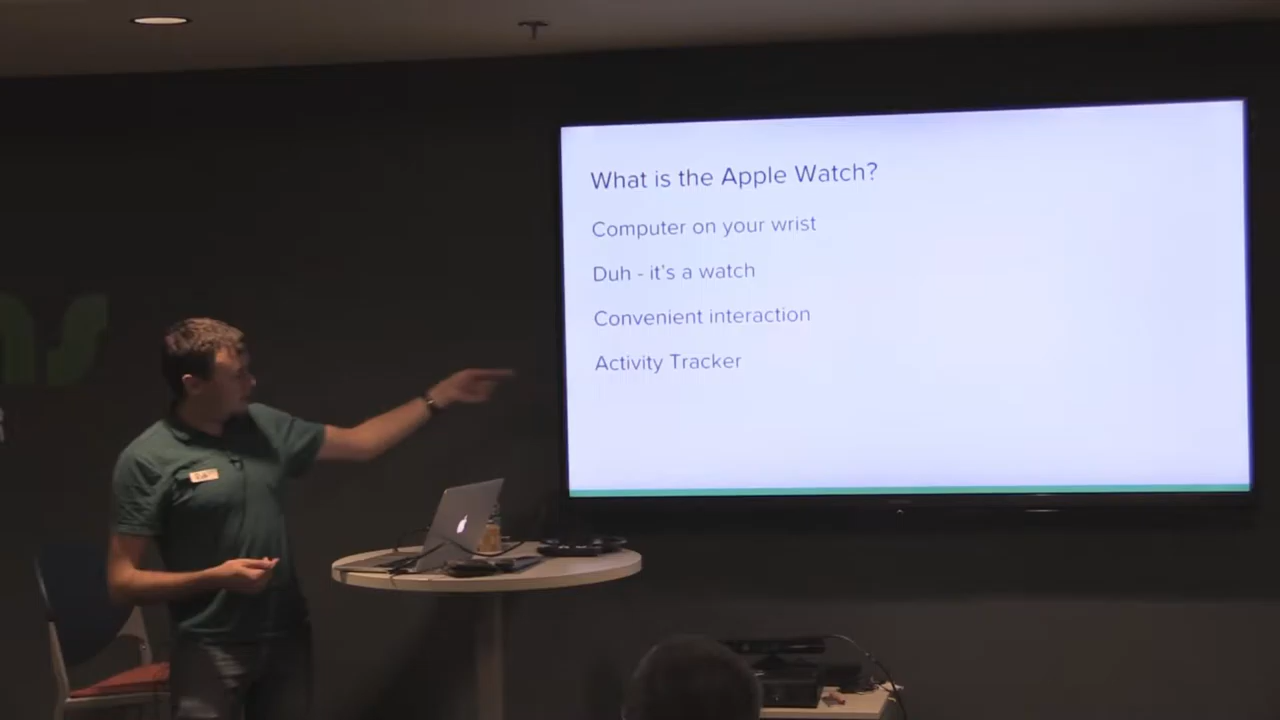 What is the Apple Watch?
Computer on your wrist
Duh - it's a watch
Convenient interaction
Activity Tracker